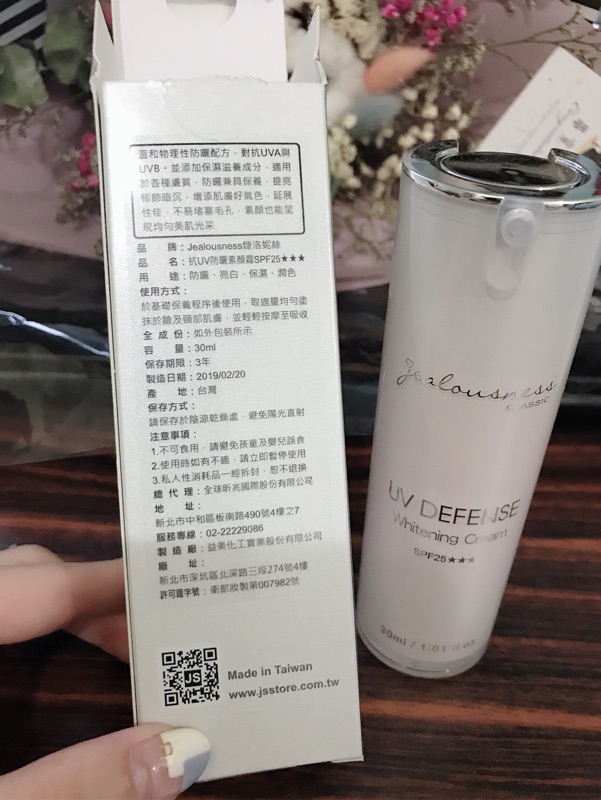 溫和物理性防曬配方，對抗UVA與
UVB，並添加保濕滋養成分，適用
於各種膚質，防曬兼具保養，提亮
修飾暗沉，增添肌膚好氣色，延展
性佳，不易堵塞毛孔，素顏也能呈
現均勻美肌光采
品　牌：Jealousness婕洛妮絲
品　名：抗UV防曬素顏霜SPF25★★★
用　途：防曬、亮白、保濕、潤色
使用方式：
於基礎保養程序後使用，取適量均勻塗
抹於臉及頸部肌膚，並輕輕按摩至吸收
全 成 份：如外包裝所示
容　量：30ml
保存期限：3年
製造日期：2019/02/20
產　地：台灣
保存方式：
請保存於陰涼乾燥處，避免陽光直射
注意事項：
1.不可食用，請避免孩童及嬰兒誤食
2.使用時如有不適，請立即暫停使用
3.私人性消耗品一經拆封，恕不退換
總 代 理：全球昕兆國際股份有限公司
地　址：
新北市中和區板南路490號4樓之7
服務專線：02-22229086
製 造 廠：益美化工實業股份有限公司
廠　址：
新北市深坑區北深路三段274號4樓
許可證字號：衛部妝製第007982號
JS
Made in Taiwan
www.jsstore.com.tw
jealousness
CLASSIC
UV DEFENSE
Whitening Cream
SPF25★★★
30ml / 1.01 fl.oz